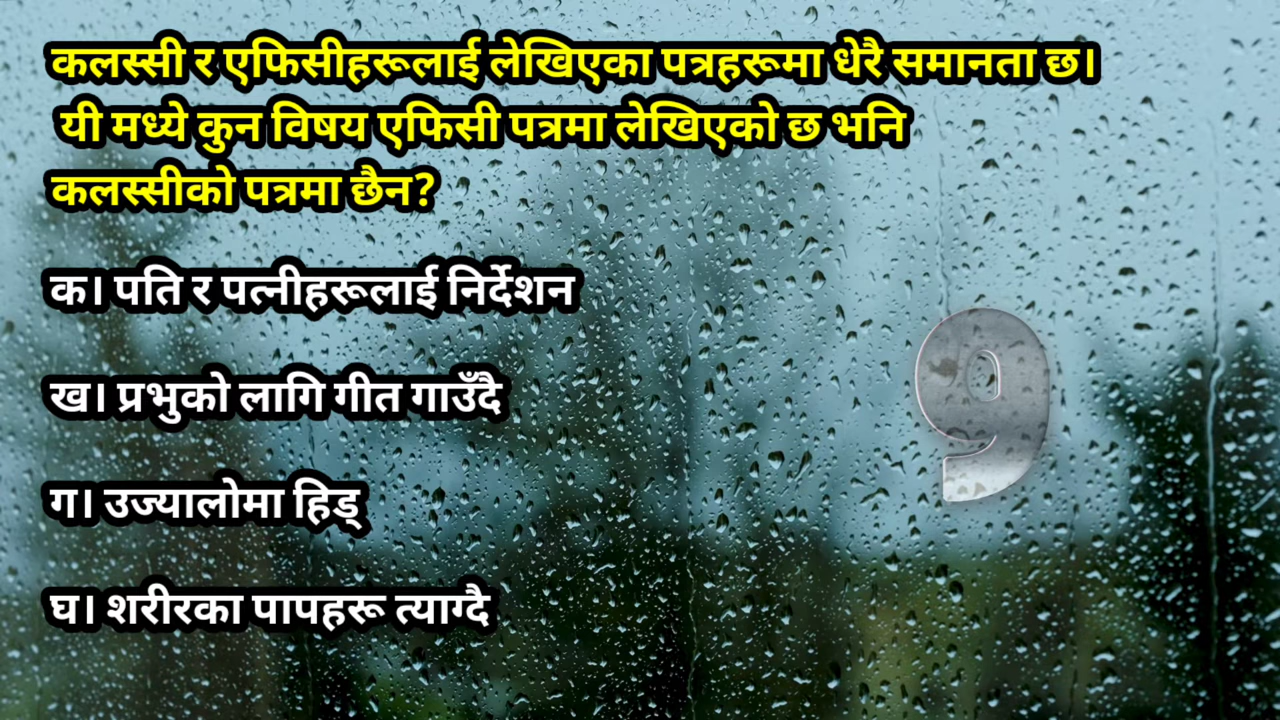 कलस्सी र एफिसीहरूलाई लेखिएका पत्रहरूमा धेरै समानता छ।
यी मध्ये कुन विषय एफिसी पत्रमा लेखिएको छ भनि
कलस्सीको पत्रमा छैन?
क। पति र पत्नीहरूलाई निर्देशन
ख। प्रभुको लागि गीत गाउँदै
ग। उज्यालोमा हिड्
घ। शरीरका पापहरू त्याग्दै
9